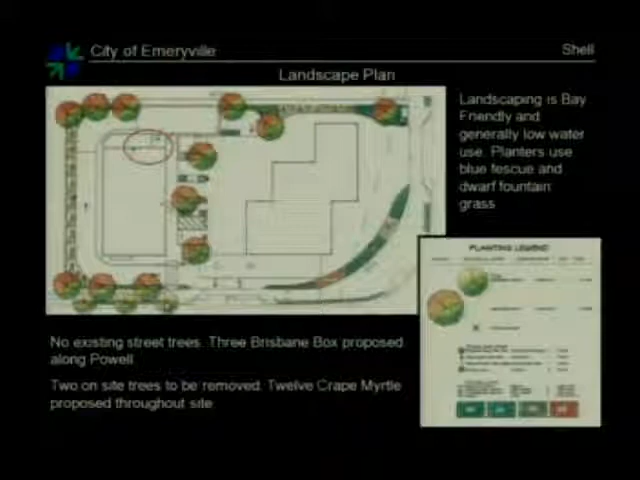 City of Emeryville
Shell
Landscape Plan
Landscaping is Bay
Friendly and
generally low water
use. Planters use
blue fescue and
dwarf fountain
grass
PLANTING LEGEND
No existing street trees. Three Brisbane Box proposed
along Powell
Two on site trees to be removed. Twelve Crape Myrtle
proposed throughout site